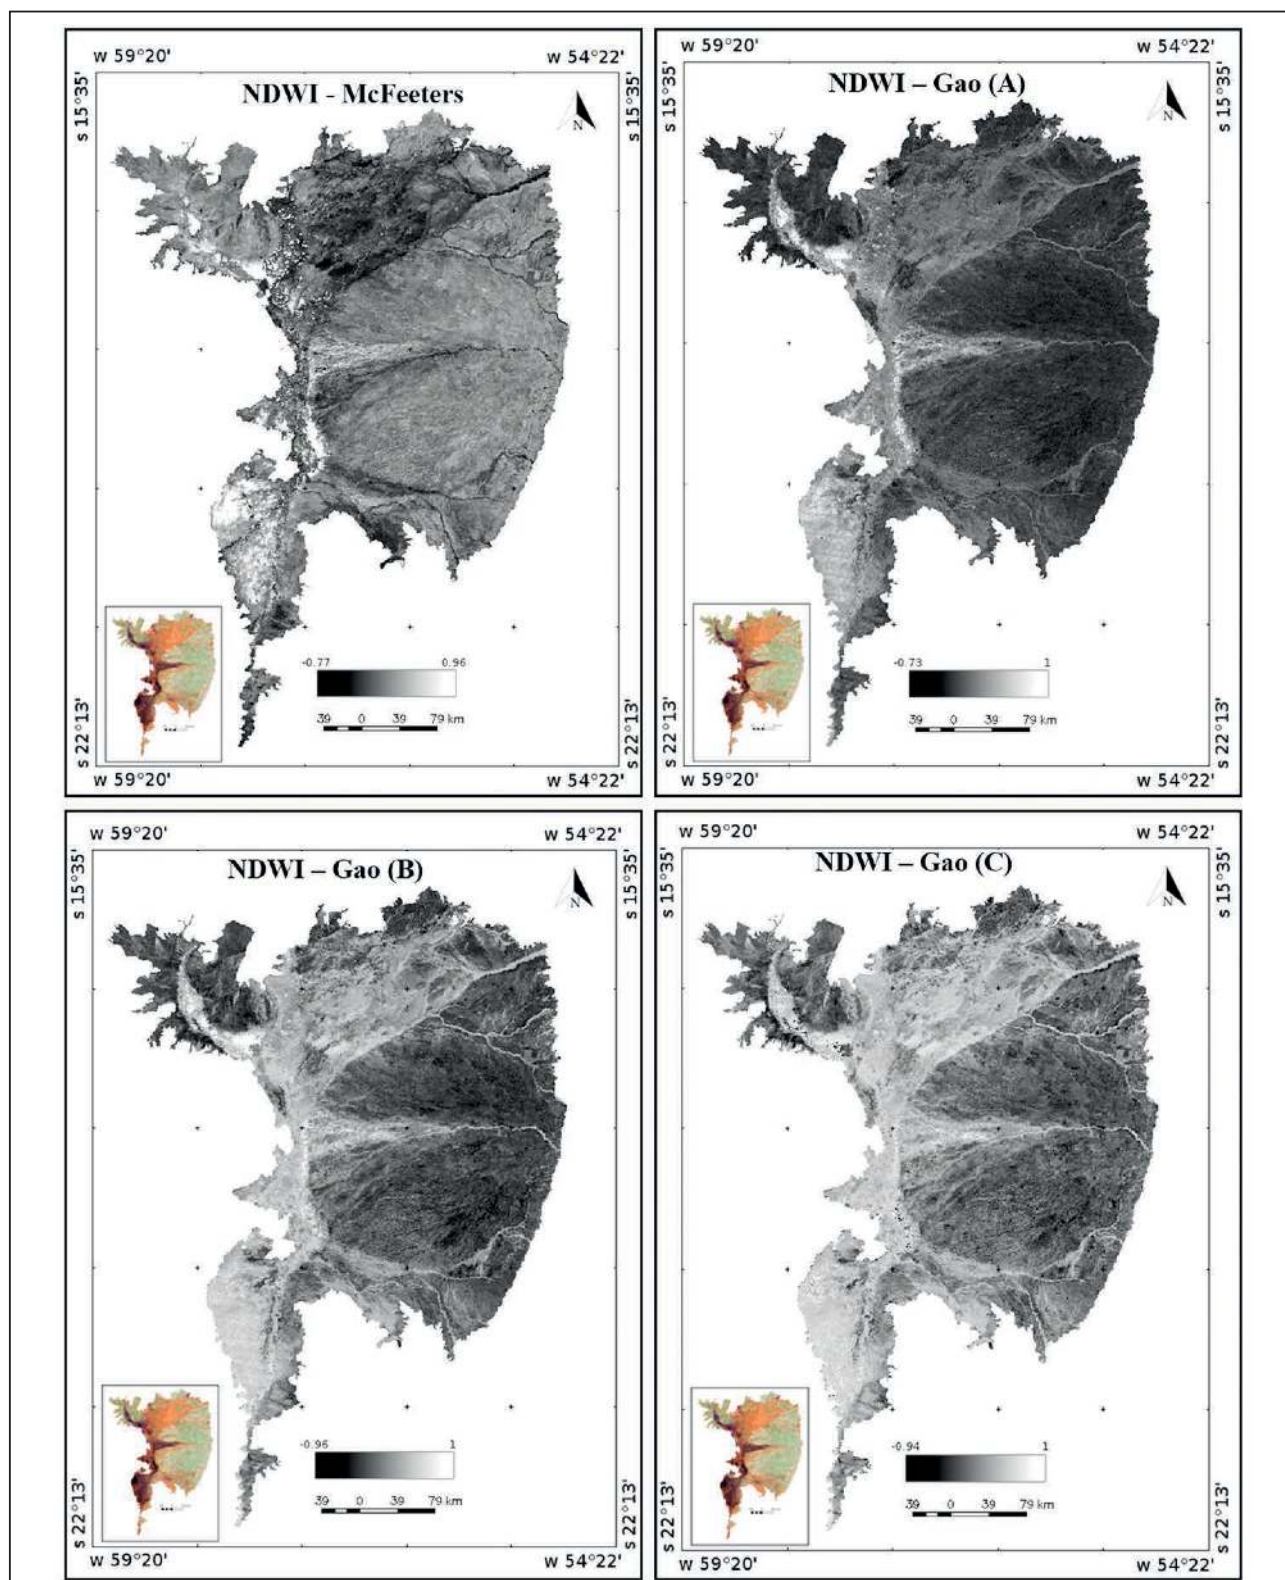 w 59°20'
w 54°22'
s 15°35'
s 15°35'
NDWI - McFeeters
N
-0.77
0.96
39 0 39 79 km
s 22°13'
s 22°13'
w 59°20'
w 54°22'
w 59°20'
w 54°22'
s 15°35'
s 15°35'
NDWI – Gao (A)
N
-0.73
1
39 0 39 79 km
s 22°13'
s 22°13'
w 59°20'
w 54°22'
w 59°20'
w 54°22'
s 15°35'
s 15°35'
NDWI – Gao (B)
N
-0.96
1
39 0 39 79 km
s 22°13'
s 22°13'
w 59°20'
w 54°22'
w 59°20'
w 54°22'
s 15°35'
s 15°35'
NDWI – Gao (C)
N
-0.94
1
39 0 39 79 km
s 22°13'
s 22°13'
w 59°20'
w 54°22'